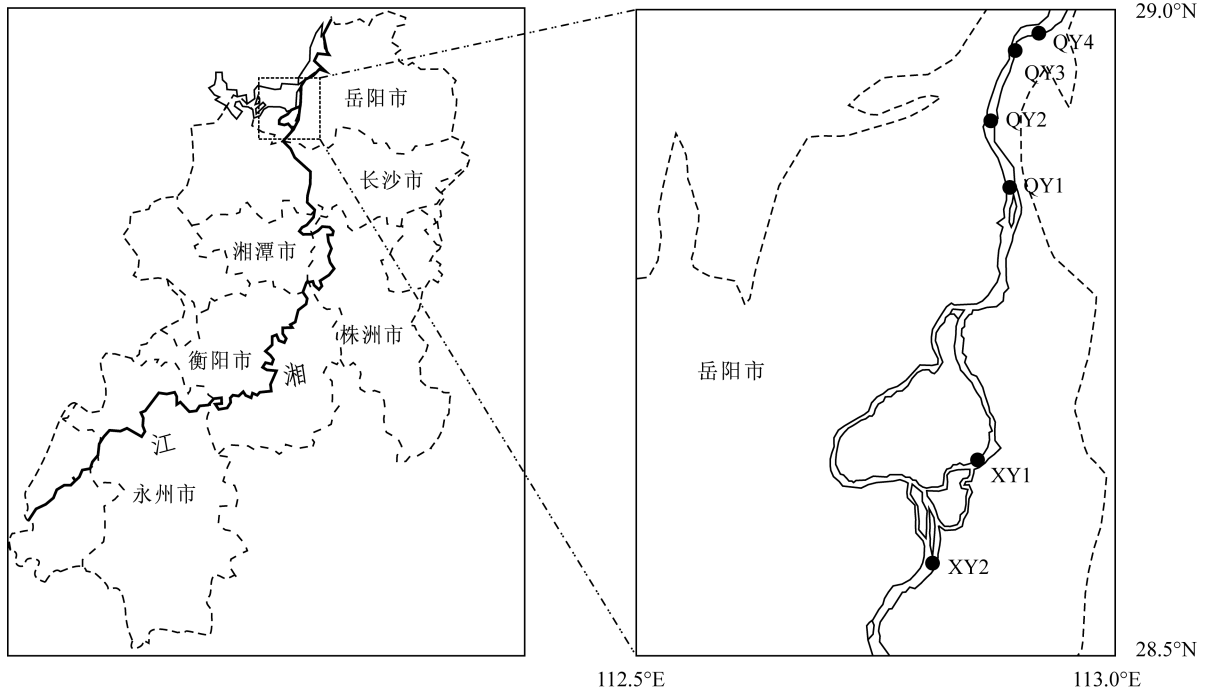 岳阳市
长沙市
湘潭市
株洲市
衡阳市
湘
江
永州市
29.0°N
QY4
QY3
QY2
QY1
岳阳市
XY1
XY2
28.5°N
112.5°E
113.0°E